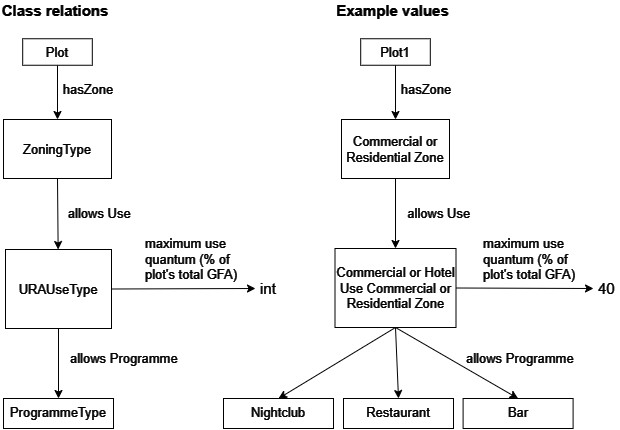 Class relations
Plot
hasZone
ZoningType
allows Use
maximum use
quantum (% of
plot's total GFA)
URAUseType
int
allows Programme
ProgrammeType
Example values
Plot1
hasZone
Commercial or
Residential Zone
allows Use
maximum use
quantum (% of
plot's total GFA)
Commercial or Hotel
Use Commercial or
Residential Zone
40
allows Programme
Nightclub
Restaurant
Bar